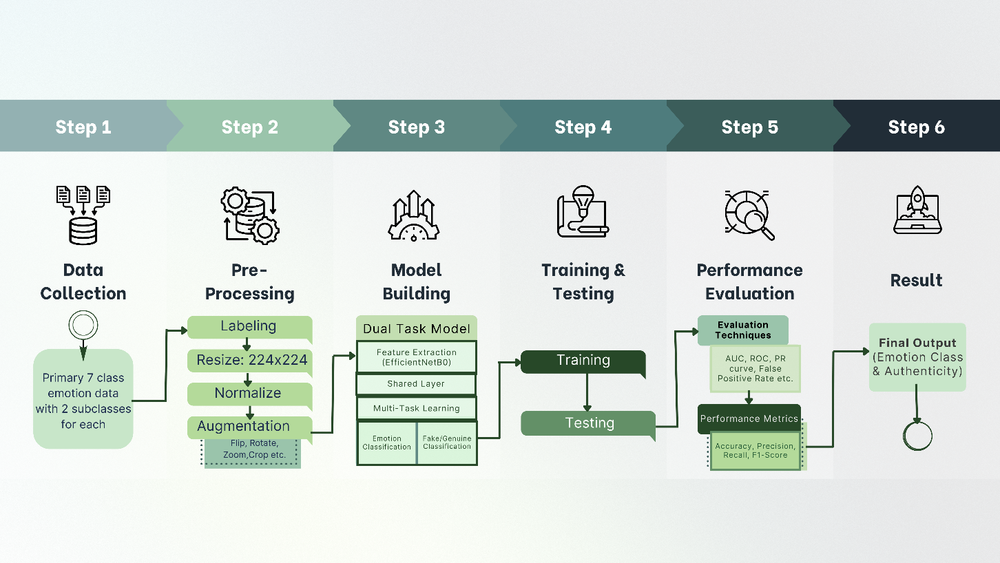 Step 1
Step 2
Step 3
Step 4
Step 5
Step 6
Data
Collection
Primary 7 class
emotion data
with 2 subclasses
for each
Pre-
Processing
Labeling
Resize: 224x224
Normalize
Augmentation
Flip, Rotate,
Zoom,Crop etc.
Model
Building
Dual Task Model
Feature Extraction
(EfficientNetB0)
Shared Layer
Multi-Task Learning
Emotion
Classification
Fake/Genuine
Classification
Training &
Testing
Training
Testing
Performance
Evaluation
Evaluation
Techniques
AUC, ROC, PR
curve, False
Positive Rate etc.
Performance Metrics
Accuracy, Precision,
Recall, F1-Score
Result
Final Output
(Emotion Class
& Authenticity)